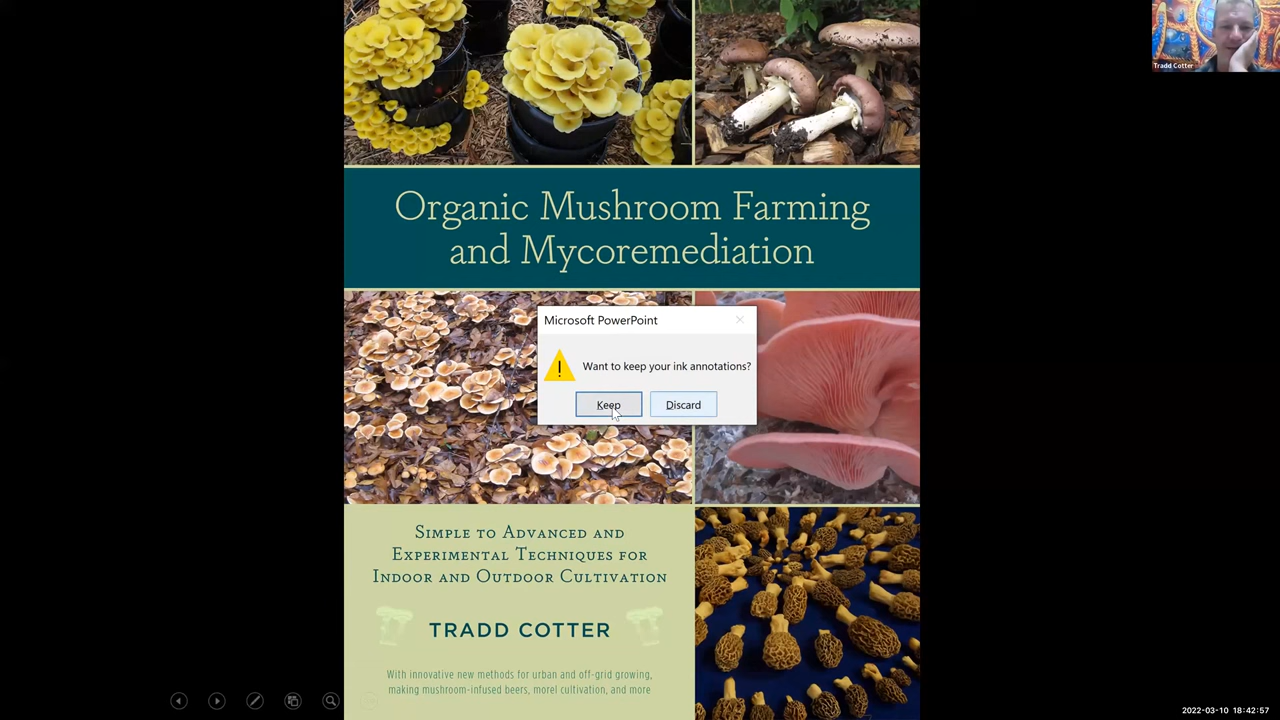 Tradd Cotter
Organic Mushroom Farming
and Mycoremediation
Microsoft PowerPoint
Want to keep your ink annotations?
Keep
Discard
Simple to Advanced and
Experimental Techniques for
Indoor and Outdoor Cultivation
TRADD COTTER
With innovative new methods for urban and off-grid growing,
making mushroom-infused beers, morel cultivation, and more
2022-03-10 18:42:57